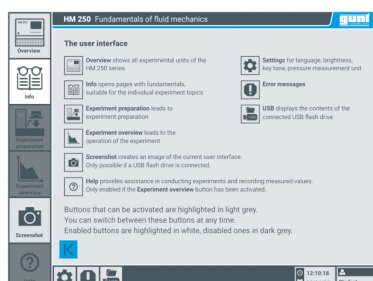 HM 250 Fundamentals of fluid mechanics
gunt
Overview
Info
Experiment
preparation
Experiment
overview
Screenshot
The user interface
Overview shows all experimental units of the
HM 250 series
Info opens pages with fundamentals,
suitable for the individual experiment topics
Experiment preparation leads to
experiment preparation
Experiment overview leads to the
operation of the experiment
Screenshot creates an image of the current user interface.
Only possible if a USB flash drive is connected.
Help provides assistance in conducting experiments and recording measured values.
Only enabled if the Experiment overview button has been activated.
Settings for language, brightness,
key tone, pressure measurement unit
Error messages
USB displays the contents of the
connected USB flash drive
Buttons that can be activated are highlighted in light grey.
You can switch between these buttons at any time.
Enabled buttons are highlighted in white, disabled ones in dark grey.
K
12:10:18